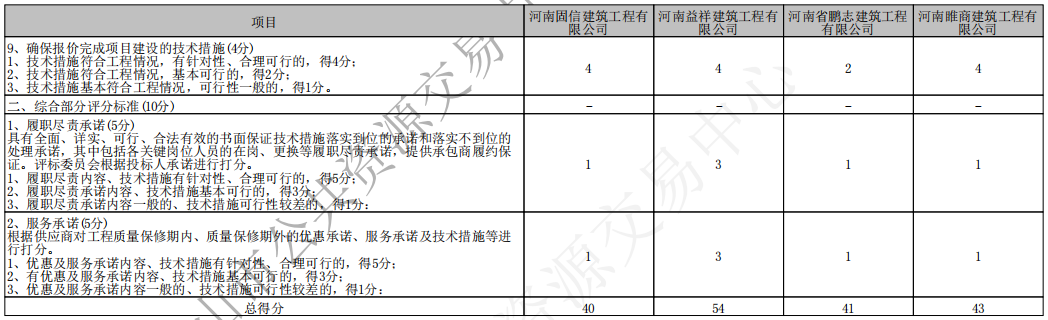 项目
河南固信建筑工程有
限公司
河南益祥建筑工程有
限公司
河南省鹏志建筑工程
有限公司
河南睢商建筑工程有
限公司
9、确保报价完成项目建设的技术措施(4分)
1、技术措施符合工程情况，有针对性、合理可行的，得4分；
2、技术措施符合工程情况，基本可行的，得2分；
3、技术措施基本符合工程情况，可行性一般的，得1分。
4
4
2
4
二、综合部分评分标准(10分)
-
-
-
-
1、履职尽责承诺(5分)
具有全面、详实、可行、合法有效的书面保证技术措施落实到位的承诺和落实不到位的
处理承诺，其中包括各关键岗位人员的在岗、更换等履职尽责承诺，提供承包商履约保
证。评标委员会根据投标人承诺进行打分。
1、履职尽责内容、技术措施有针对性、合理可行的，得5分；
2、履职尽责承诺内容、技术措施基本可行的，得3分；
3、履职尽责承诺内容一般的、技术措施可行性较差的，得1分：
1
3
1
1
2、服务承诺(5分)
根据供应商对工程质量保修期内、质量保修期外的优惠承诺、服务承诺及技术措施等进
行打分。
1、优惠及服务承诺内容、技术措施有针对性、合理可行的，得5分；
2、有优惠及服务承诺内容、技术措施基本可行的，得3分；
3、优惠及服务承诺内容一般的、技术措施可行性较差的，得1分：
1
3
1
1
总得分
40
54
41
43
山市公共资源交易中
资源交易中心